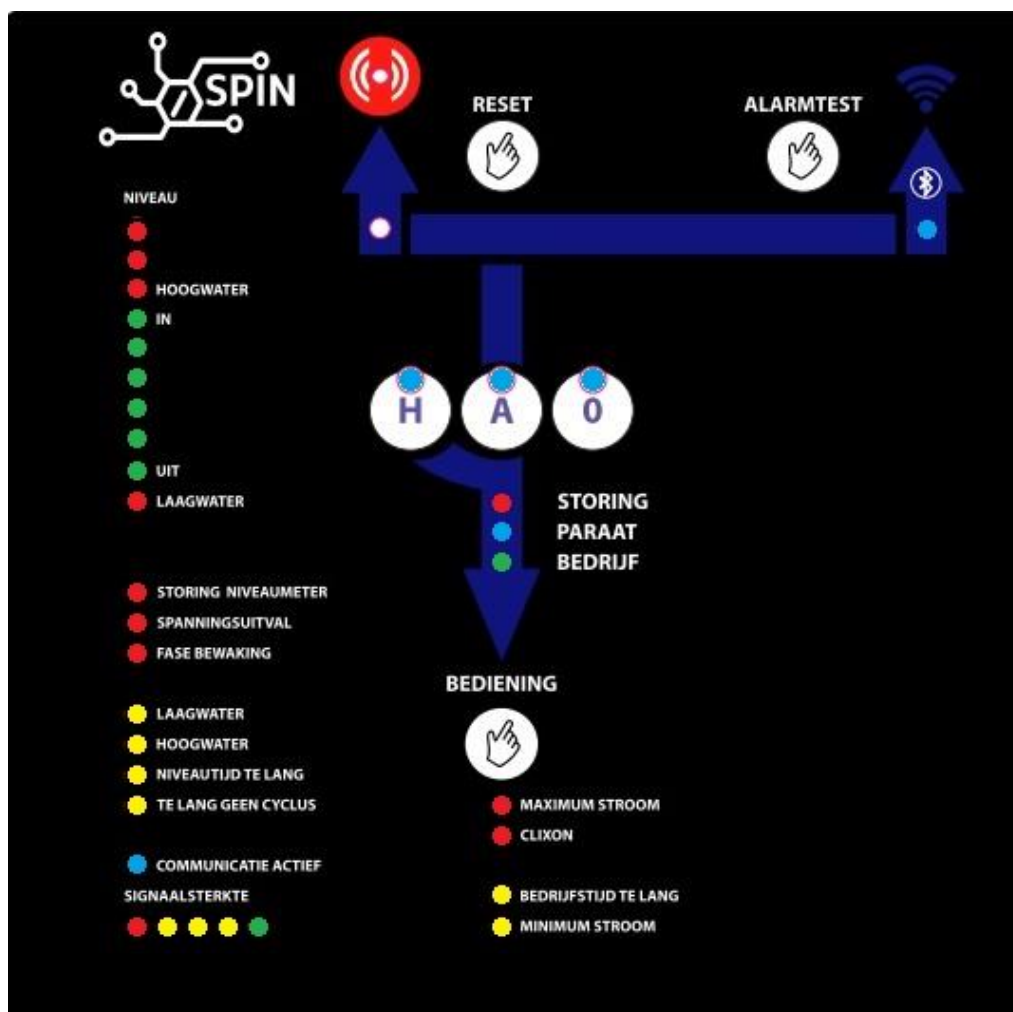 SPIN
RESET
ALARMTEST
NIVEAU
HOOGWATER
IN
UIT
LAAGWATER
H A 0
STORING
PARAAT
BEDRIJF
STORING NIVEAUMETER
SPANNINGSUITVAL
FASE BEWAKING
LAAGWATER
HOOGWATER
NIVEAUTIJD TE LANG
TE LANG GEEN CYCLUS
COMMUNICATIE ACTIEF
SIGNAALSTERKTE
BEDIENING
MAXIMUM STROOM
CLIXON
BEDRIJFSTIJD TE LANG
MINIMUM STROOM